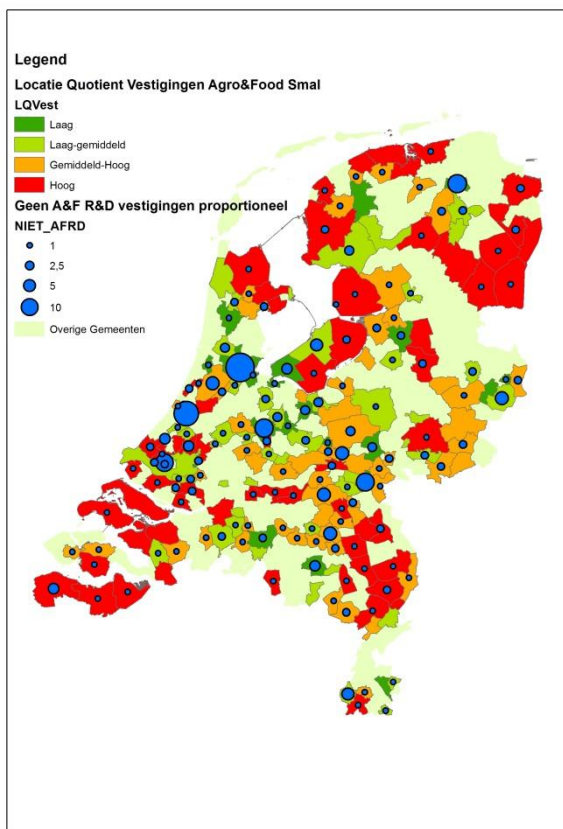 Legend
Locatie Quotient Vestigingen Agro&Food Smal
LQVest
Laag
Laag-gemiddeld
Gemiddeld-Hoog
Hoog
Geen A&F R&D vestigingen proportioneel
NIET_AFRD
1
2,5
5
10
Overige Gemeenten